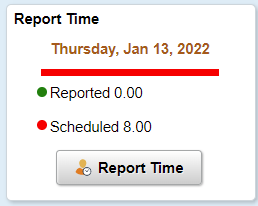 Report Time
Thursday, Jan 13, 2022
Reported 0.00
Scheduled 8.00
Report Time